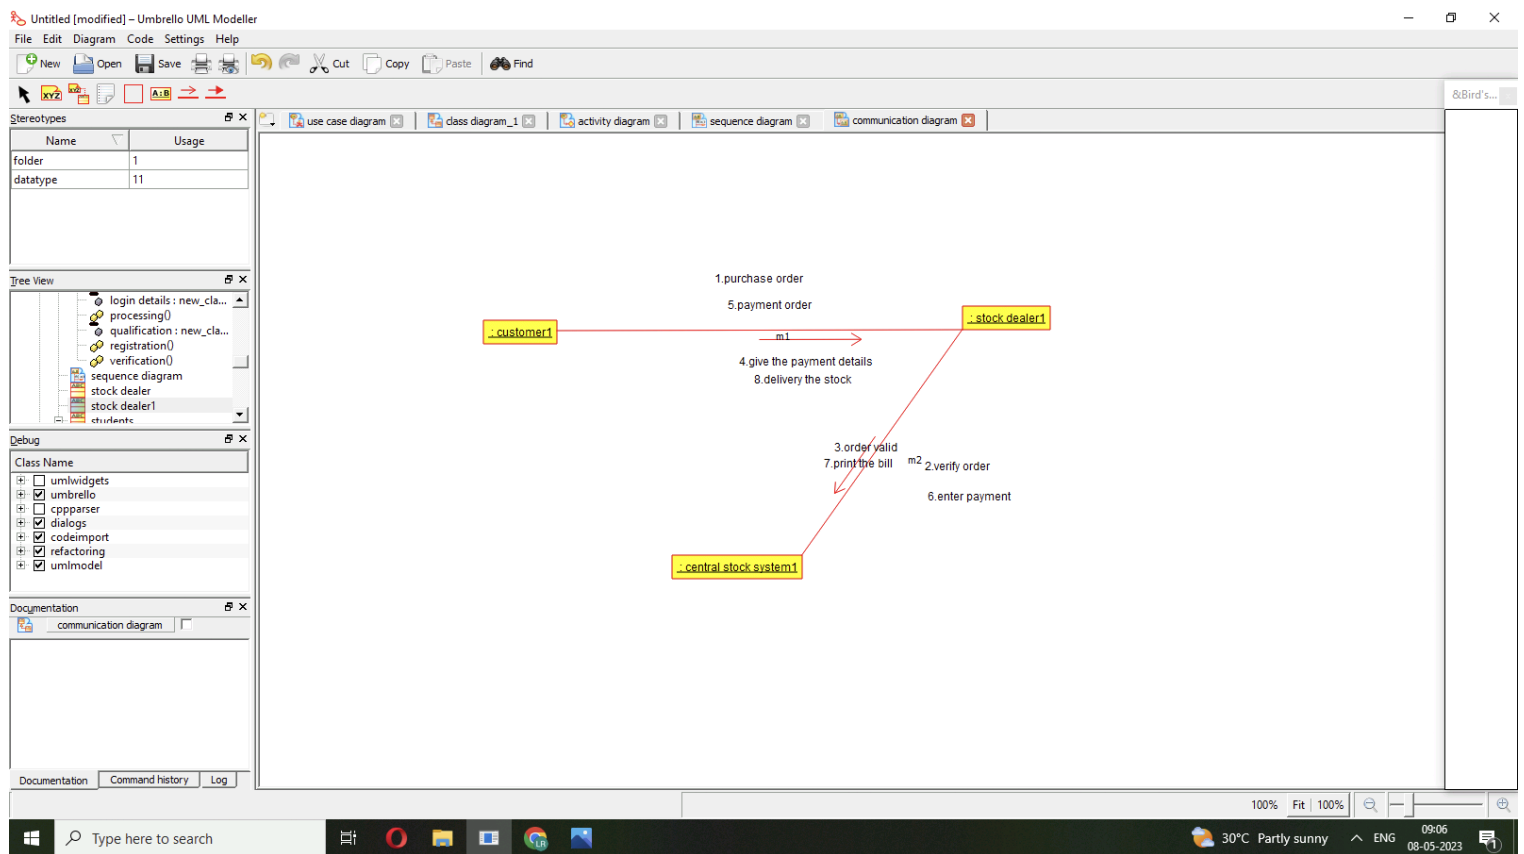 Untitled [modified] – Umbrello UML Modeller
File Edit Diagram Code Settings Help
New Open Save Cut Copy Paste Find
XYZ XYZ A:B
&Bird's...
Stereotypes
use case diagram class diagram_1 activity diagram sequence diagram communication diagram
Name Usage
folder 1
datatype 11
Tree View
login details : new_cla...
processing()
qualification : new_cla...
registration()
verification()
sequence diagram
stock dealer
stock dealer1
students
Debug
Class Name
umlwidgets
umbrello
cppparser
dialogs
codeimport
refactoring
umlmodel
Documentation
communication diagram
Documentation Command history Log
1.purchase order
5.payment order
: customer1
: stock dealer1
m1
4.give the payment details
8.delivery the stock
3.order valid
7.print the bill
m2 2.verify order
6.enter payment
: central stock system1
100% Fit 100%
Type here to search
LR
30°C Partly sunny
ENG
09:06
08-05-2023
1